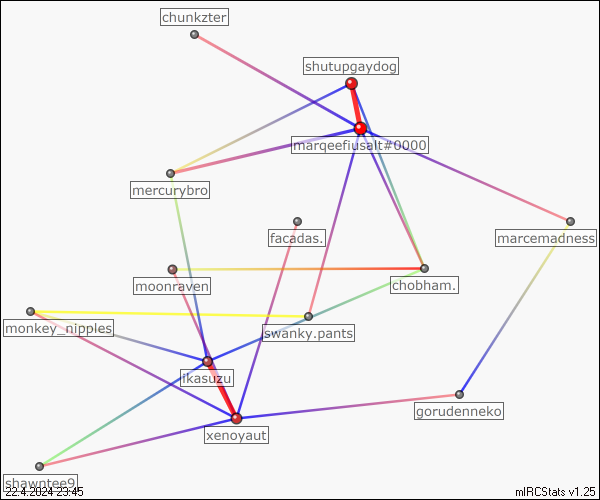 chunkzter
shutupgaydog
marqeefiusalt#0000
mercurybro
facadas.
marcemadness
moonraven
chobham.
monkey_nipples
swanky.pants
ikasuzu
gorudenneko
xenoyaut
shawntee9
22.4.2024 23:45
mIRCStats v1.25